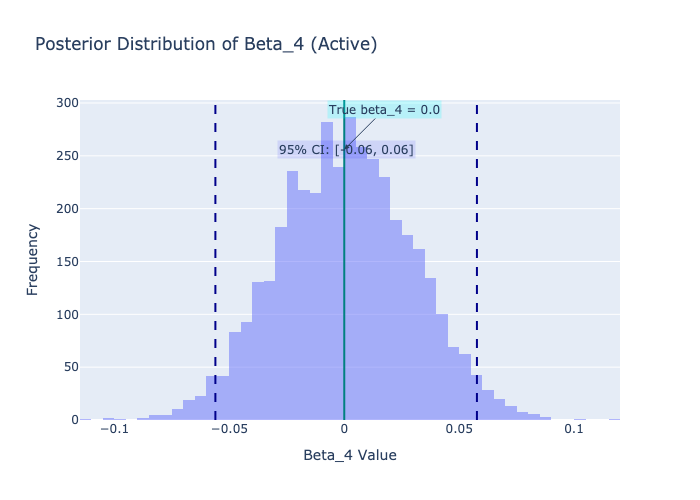 Posterior Distribution of Beta_4 (Active)
300
True beta_4 = 0.0
95% CI: [-0.06, 0.06]
250
200
150
100
50
0
Frequency
−0.1
−0.05
0
0.05
0.1
Beta_4 Value